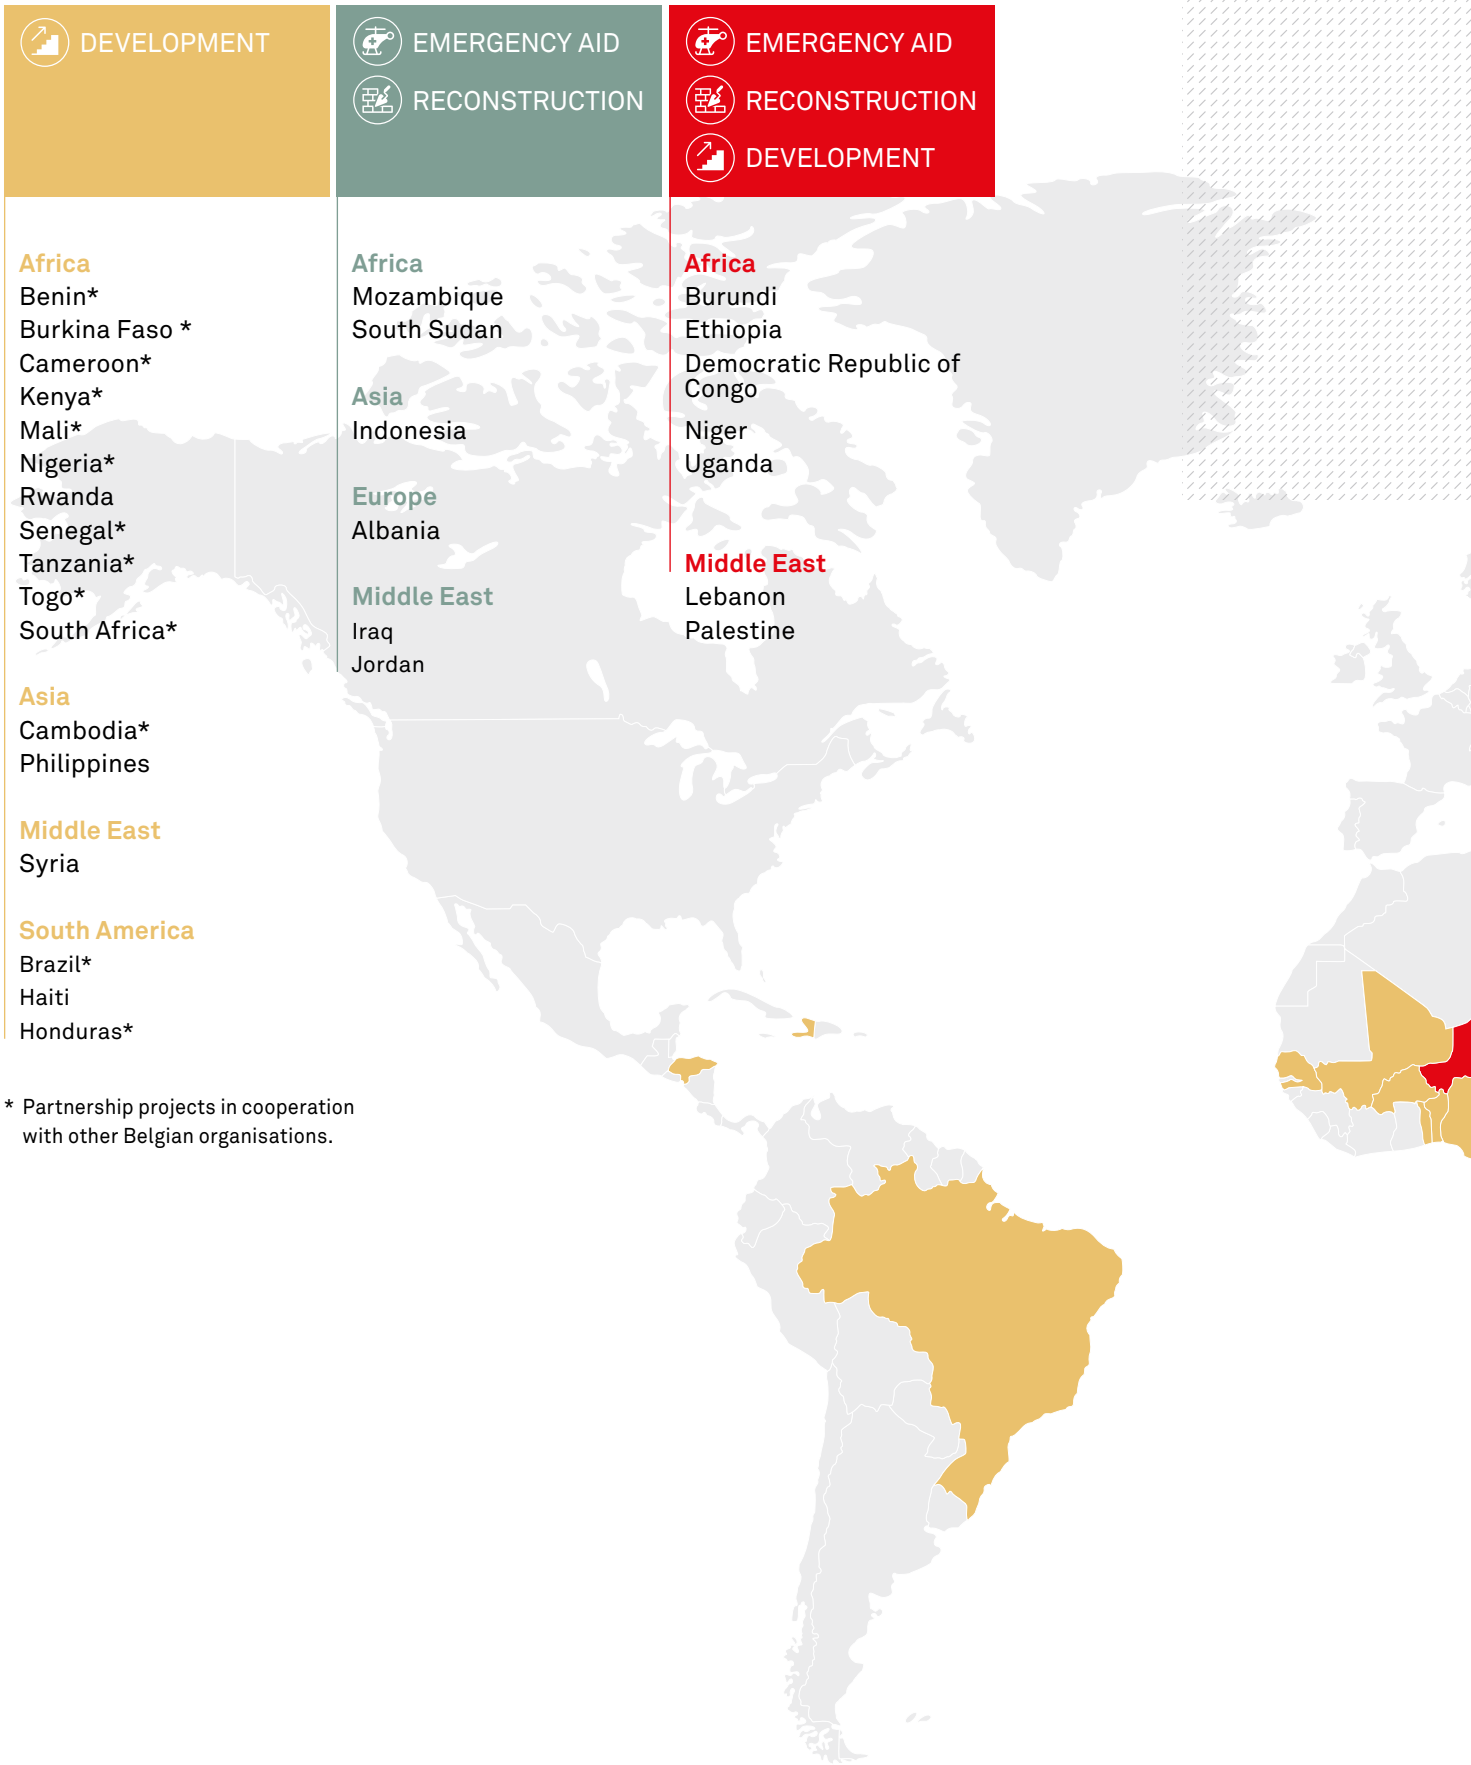 DEVELOPMENT
Africa
Benin*
Burkina Faso *
Cameroon*
Kenya*
Mali*
Nigeria*
Rwanda
Senegal*
Tanzania*
Togo*
South Africa*
Asia
Cambodia*
Philippines
Middle East
Syria
South America
Brazil*
Haiti
Honduras*
* Partnership projects in cooperation
with other Belgian organisations.
EMERGENCY AID
RECONSTRUCTION
Africa
Mozambique
South Sudan
Asia
Indonesia
Europe
Albania
Middle East
Iraq
Jordan
EMERGENCY AID
RECONSTRUCTION
DEVELOPMENT
Africa
Burundi
Ethiopia
Democratic Republic of
Congo
Niger
Uganda
Middle East
Lebanon
Palestine